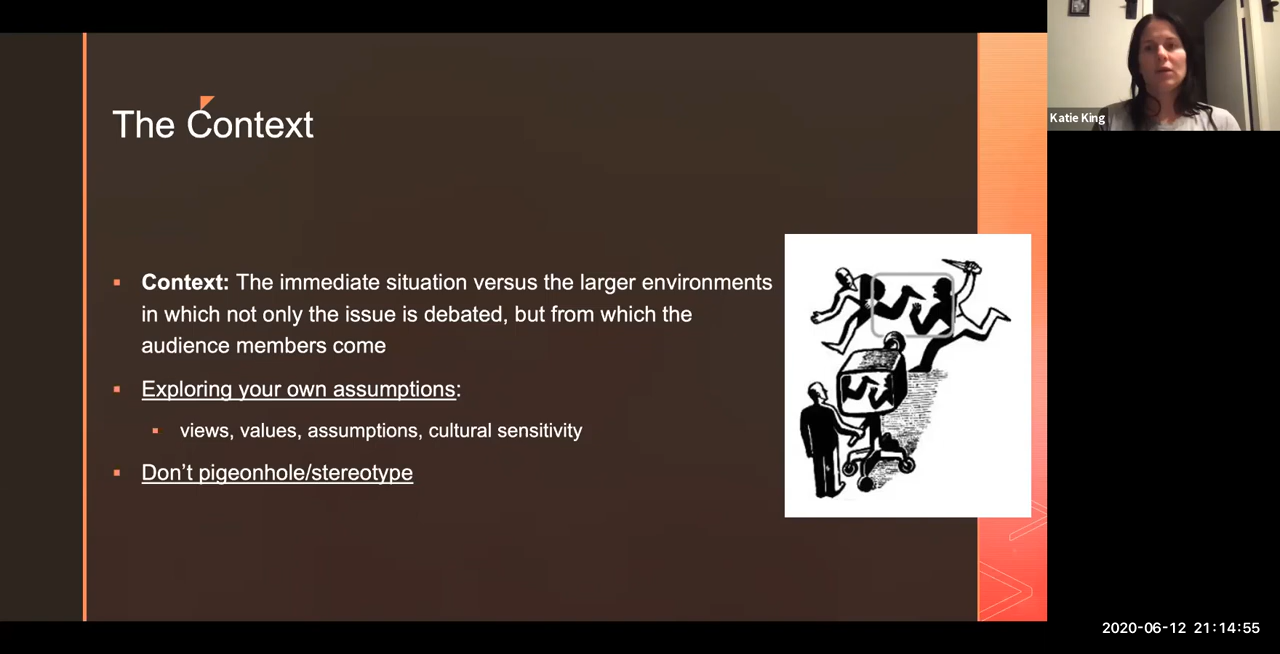 The Context
Context: The immediate situation versus the larger environments
in which not only the issue is debated, but from which the
audience members come
Exploring your own assumptions:
views, values, assumptions, cultural sensitivity
Don’t pigeonhole/stereotype
Katie King
2020-06-12 21:14:55